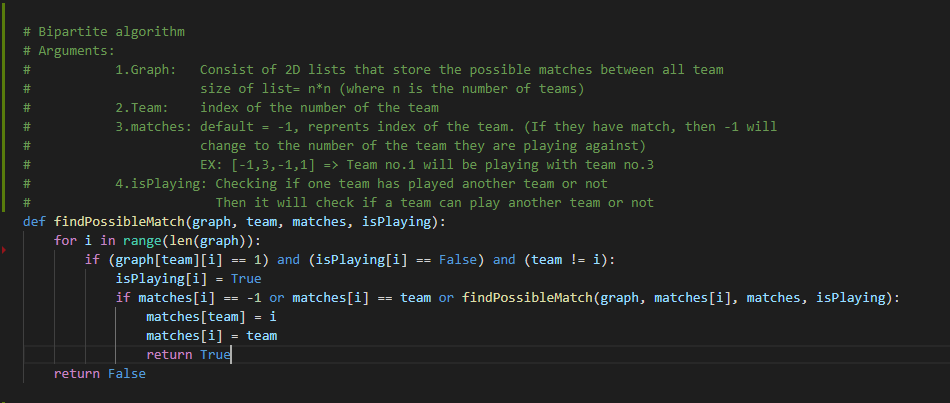 # Bipartite algorithm
# Arguments:
#           1.Graph:   Consist of 2D lists that store the possible matches between all team
#                      size of list= n*n (where n is the number of teams)
#           2.Team:    index of the number of the team
#           3.matches: default = -1, reprents index of the team. (If they have match, then -1 will
#                      change to the number of the team they are playing against)
#                      EX: [-1,3,-1,1] => Team no.1 will be playing with team no.3
#           4.isPlaying: Checking if one team has played another team or not
#                        Then it will check if a team can play another team or not
def findPossibleMatch(graph, team, matches, isPlaying):
    for i in range(len(graph)):
        if (graph[team][i] == 1) and (isPlaying[i] == False) and (team != i):
            isPlaying[i] = True
            if matches[i] == -1 or matches[i] == team or findPossibleMatch(graph, matches[i], matches, isPlaying):
                matches[team] = i
                matches[i] = team
                return True
    return False